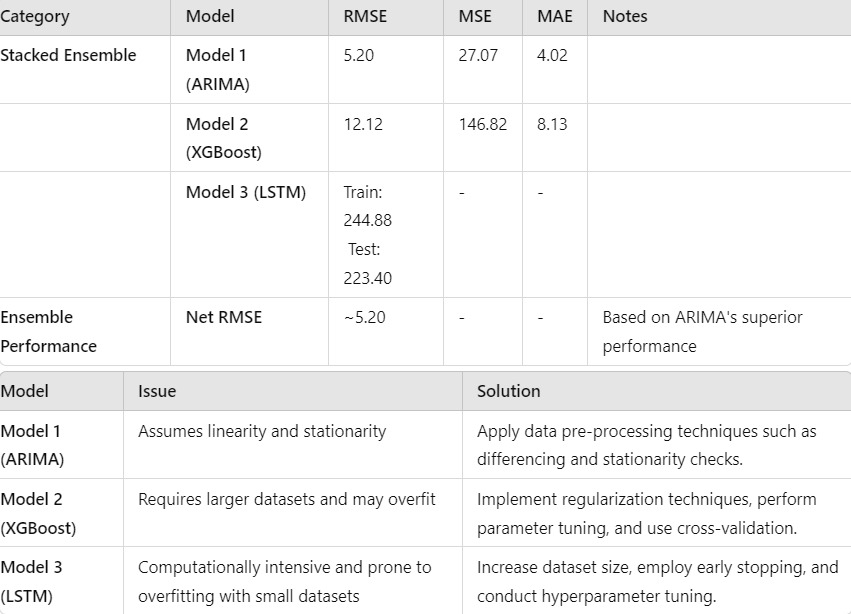 Category Model RMSE MSE MAE Notes
Stacked Ensemble Model 1 5.20 27.07 4.02
(ARIMA)
Model 2 12.12 146.82 8.13
(XGBoost)
Model 3 (LSTM) Train: - -
244.88
Test:
223.40
Ensemble Net RMSE ~5.20 - - Based on ARIMA's superior
Performance performance
Model Issue Solution
Model 1 Assumes linearity and stationarity Apply data pre-processing techniques such as
(ARIMA) differencing and stationarity checks.
Model 2 Requires larger datasets and may overfit Implement regularization techniques, perform
(XGBoost) parameter tuning, and use cross-validation.
Model 3 Computationally intensive and prone to Increase dataset size, employ early stopping, and
(LSTM) overfitting with small datasets conduct hyperparameter tuning.